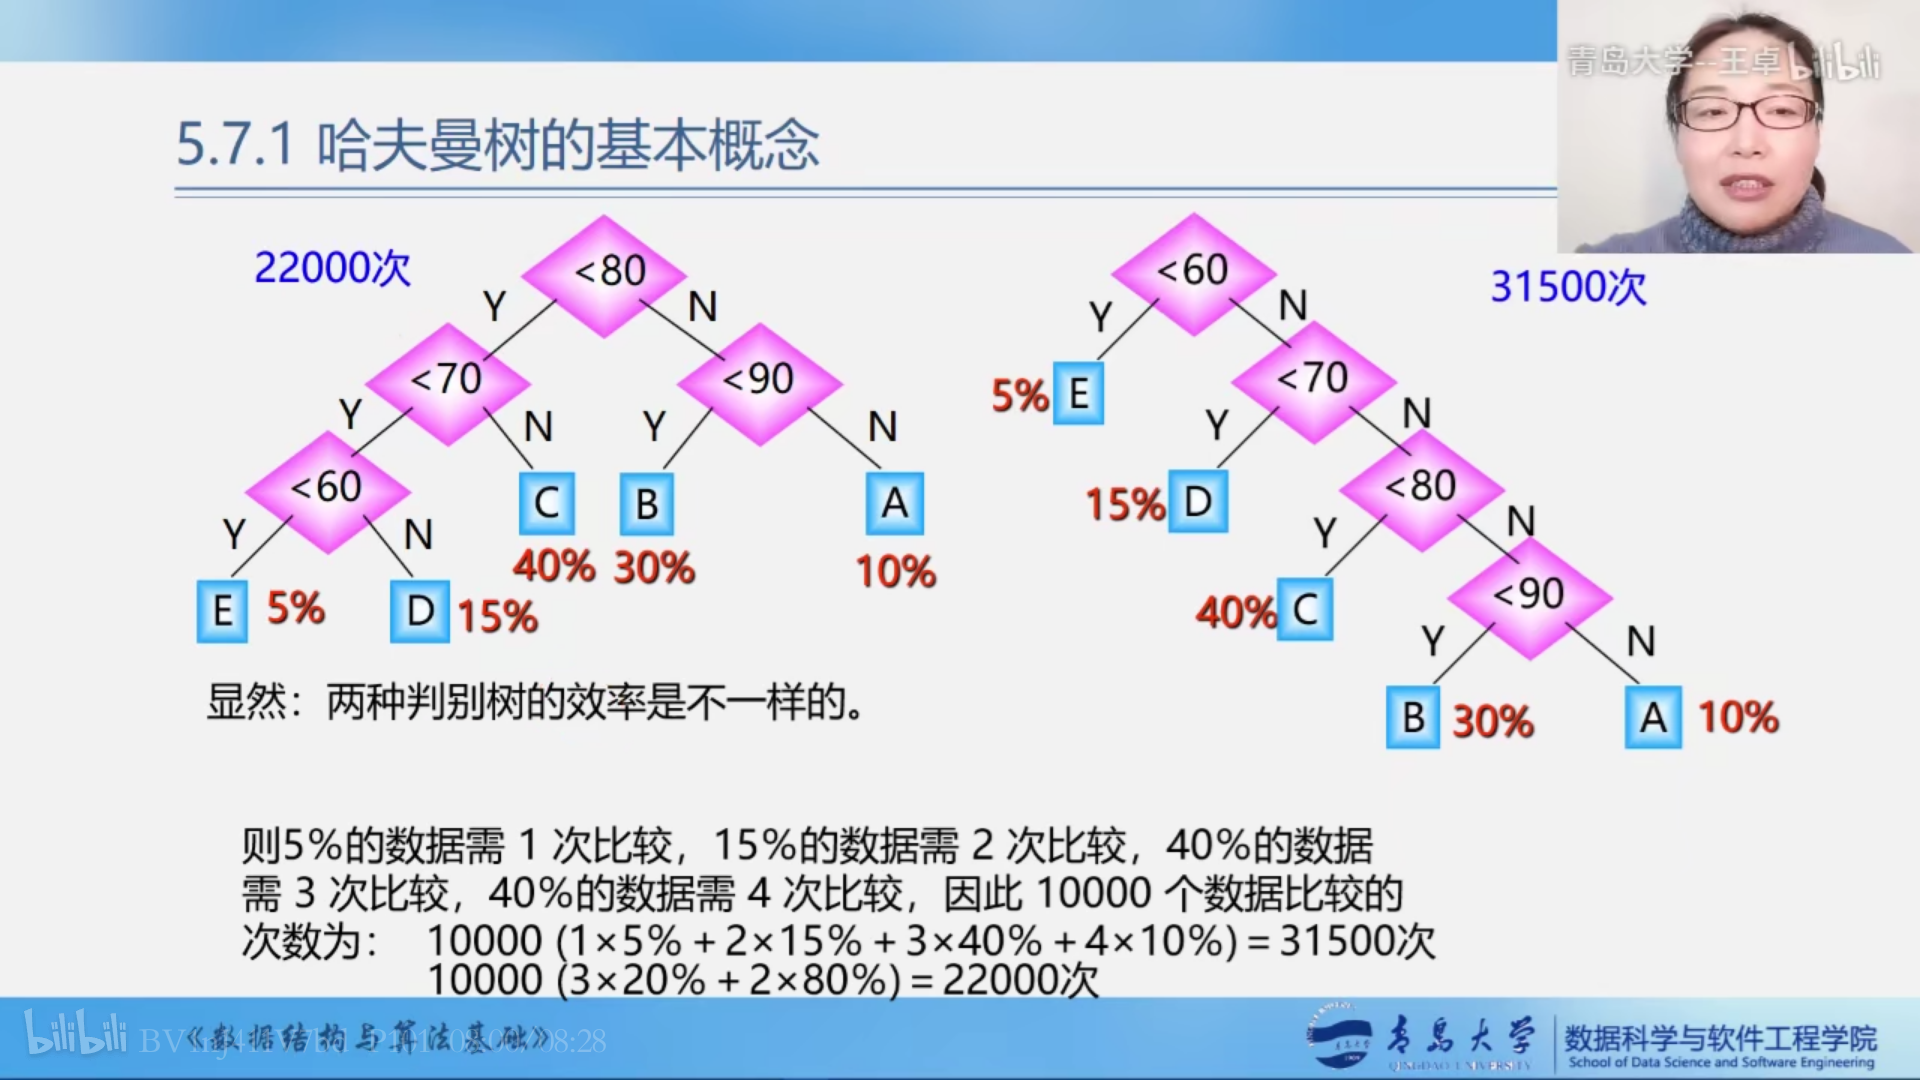 青岛大学--王卓 bilibili
5.7.1 哈夫曼树的基本概念
22000次
<80
Y
N
<70
<90
Y
N
Y
N
<60
C
B
A
Y
N
40%
30%
10%
E
5%
D
15%
31500次
<60
Y
N
5%
E
<70
Y
N
15%
D
<80
Y
N
40%
C
<90
Y
N
B
30%
A
10%
显然：两种判别树的效率是不一样的。
则5%的数据需 1 次比较，15%的数据需 2 次比较，40%的数据
需 3 次比较，40%的数据需 4 次比较，因此 10000 个数据比较的
次数为： 10000 (1×5%+2×15%+3×40%+4×10%)=31500次
10000 (3×20%+2×80%)=22000次
bilibili
《数据结构与算法基础》
08:28
青岛大学
QINGDAO UNIVERSITY
数据科学与软件工程学院
School of Data Science and Software Engineering